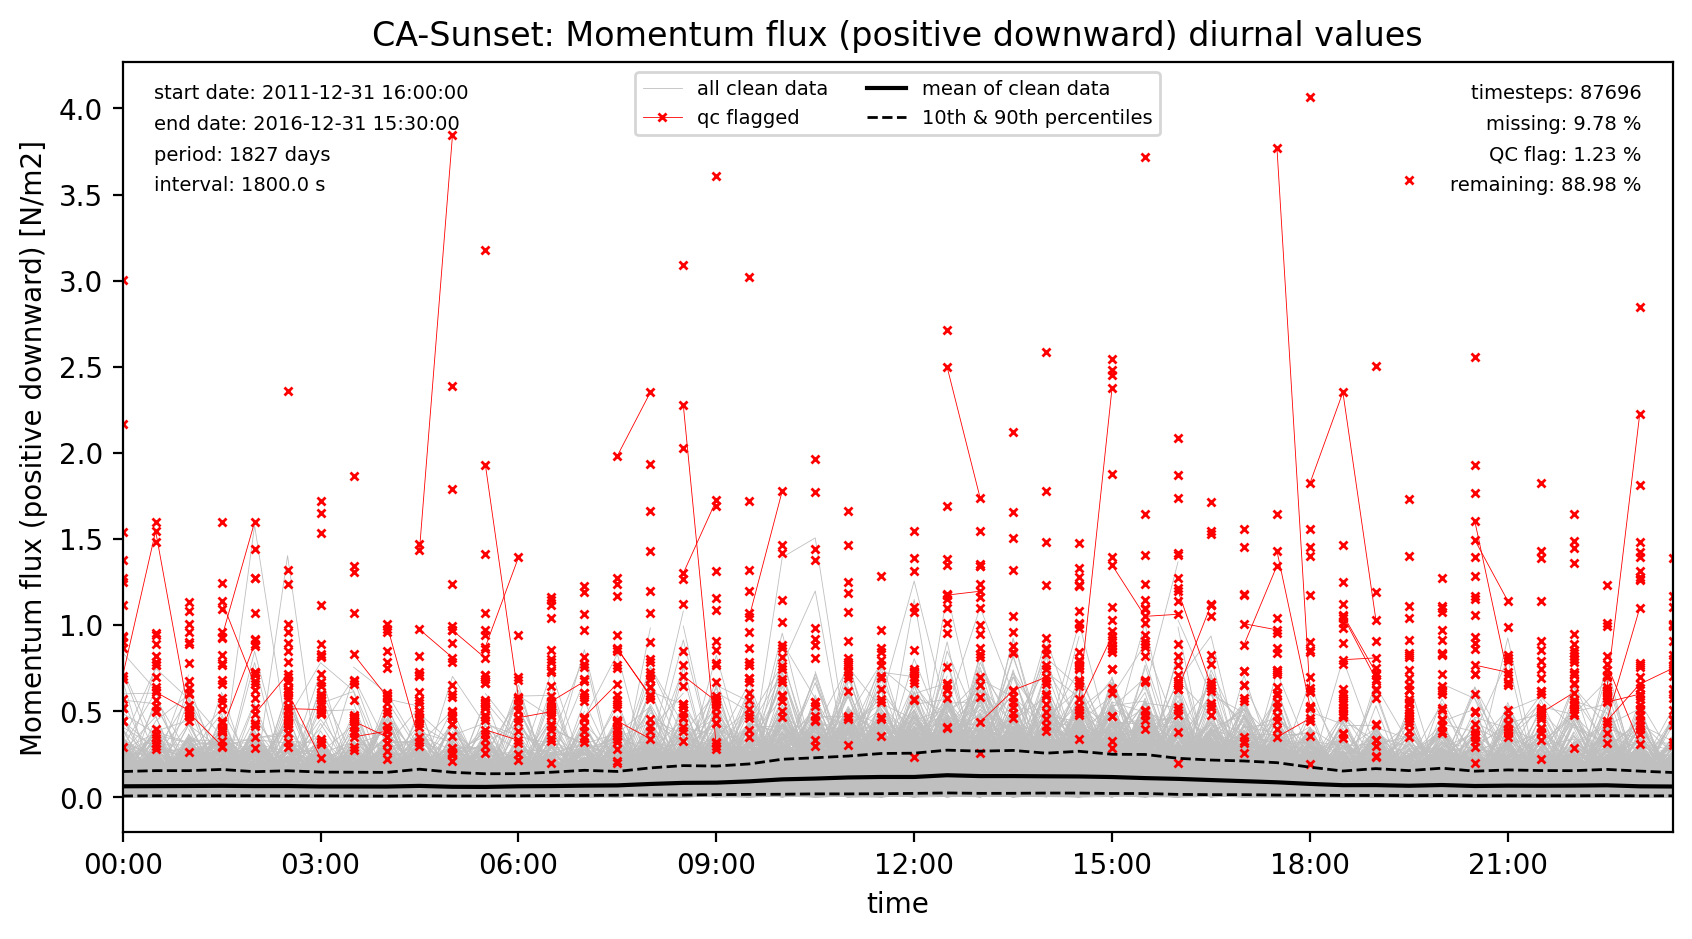 CA-Sunset: Momentum flux (positive downward) diurnal values
start date: 2011-12-31 16:00:00
end date: 2016-12-31 15:30:00
period: 1827 days
interval: 1800.0 s
all clean data
qc flagged
mean of clean data
10th & 90th percentiles
timesteps: 87696
missing: 9.78 %
QC flag: 1.23 %
remaining: 88.98 %
Momentum flux (positive downward) [N/m2]
4.0
3.5
3.0
2.5
2.0
1.5
1.0
0.5
0.0
00:00
03:00
06:00
09:00
12:00
15:00
18:00
21:00
time